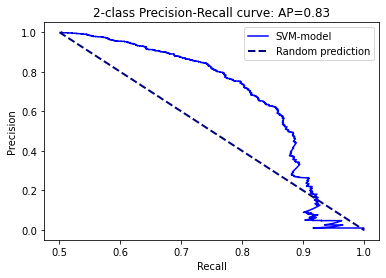 2-class Precision-Recall curve: AP=0.83
SVM-model
Random prediction
Precision
1.0
0.8
0.6
0.4
0.2
0.0
0.5
0.6
0.7
0.8
0.9
1.0
Recall